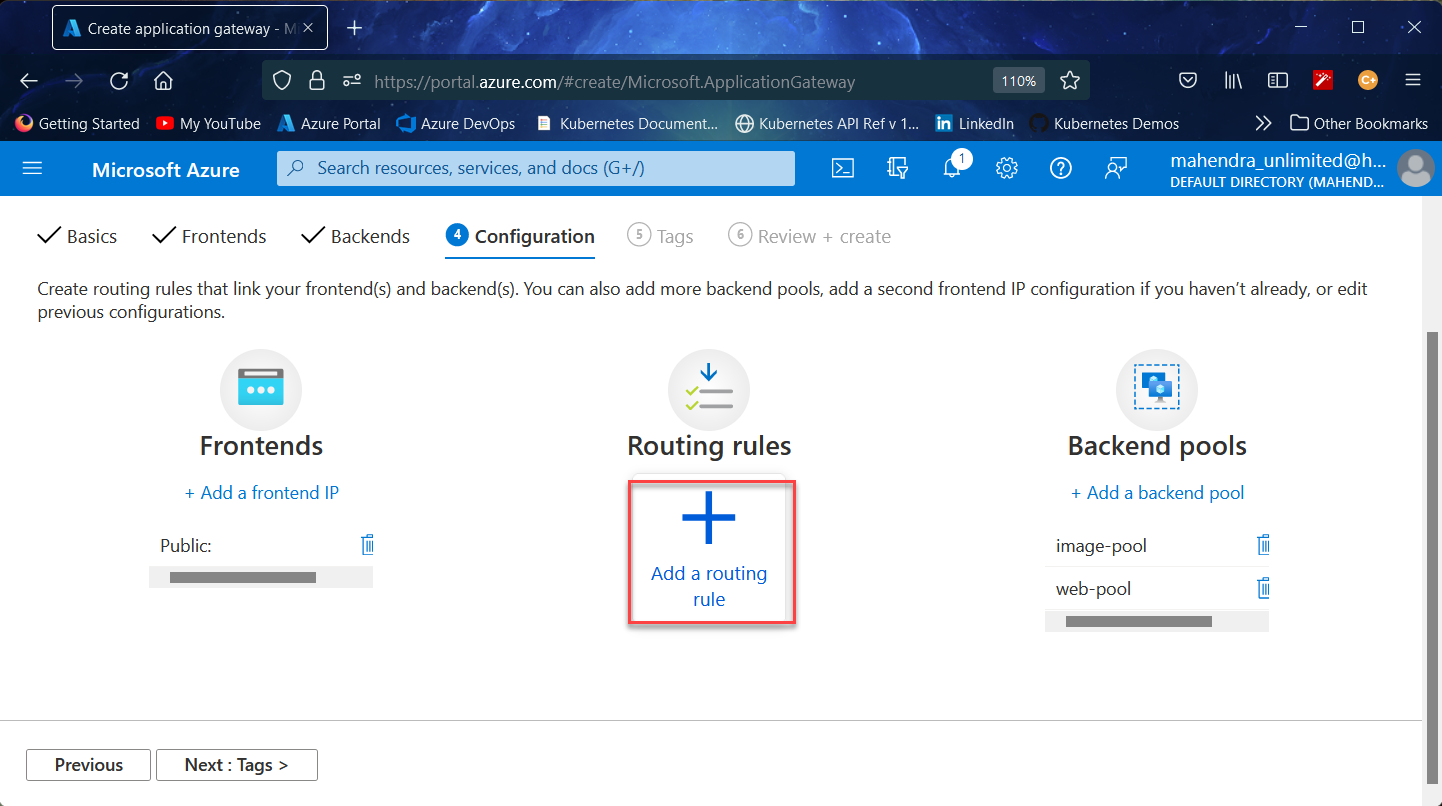 Create application gateway - M
https://portal.azure.com/#create/Microsoft.ApplicationGateway
110%
C+
Getting Started
My YouTube
Azure Portal
Azure DevOps
Kubernetes Document...
Kubernetes API Ref v 1...
LinkedIn
Kubernetes Demos
Other Bookmarks
Microsoft Azure
Search resources, services, and docs (G+/)
1
mahendra_unlimited@h...
DEFAULT DIRECTORY (MAHEND...
Basics
Frontends
Backends
4 Configuration
5 Tags
6 Review + create
Create routing rules that link your frontend(s) and backend(s). You can also add more backend pools, add a second frontend IP configuration if you haven’t already, or edit
previous configurations.
Frontends
+ Add a frontend IP
Public:
Routing rules
Add a routing
rule
Backend pools
+ Add a backend pool
image-pool
web-pool
Previous
Next : Tags >